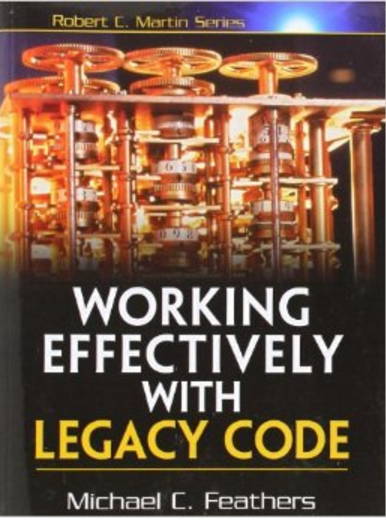 Robert C. Martin Series
WORKING
EFFECTIVELY
WITH
LEGACY CODE
Michael C. Feathers